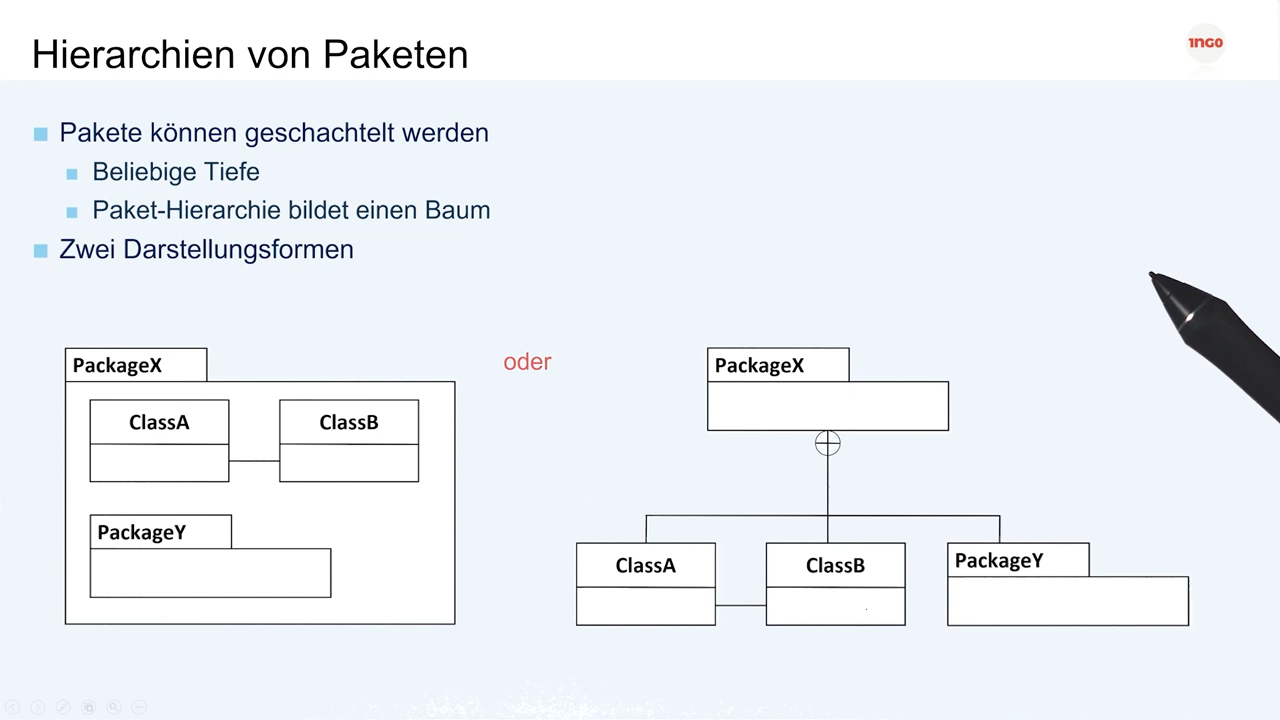 Hierarchien von Paketen
1NGO
Pakete können geschachtelt werden
Beliebige Tiefe
Paket-Hierarchie bildet einen Baum
Zwei Darstellungsformen
PackageX
ClassA
ClassB
PackageY
oder
PackageX
ClassA
ClassB
PackageY